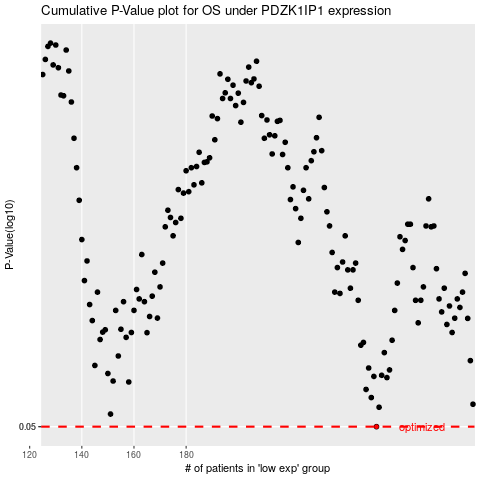 Cumulative P-Value plot for OS under PDZK1IP1 expression
P-Value(log10)
0.05
optimized
120 140 160 180
# of patients in 'low exp' group